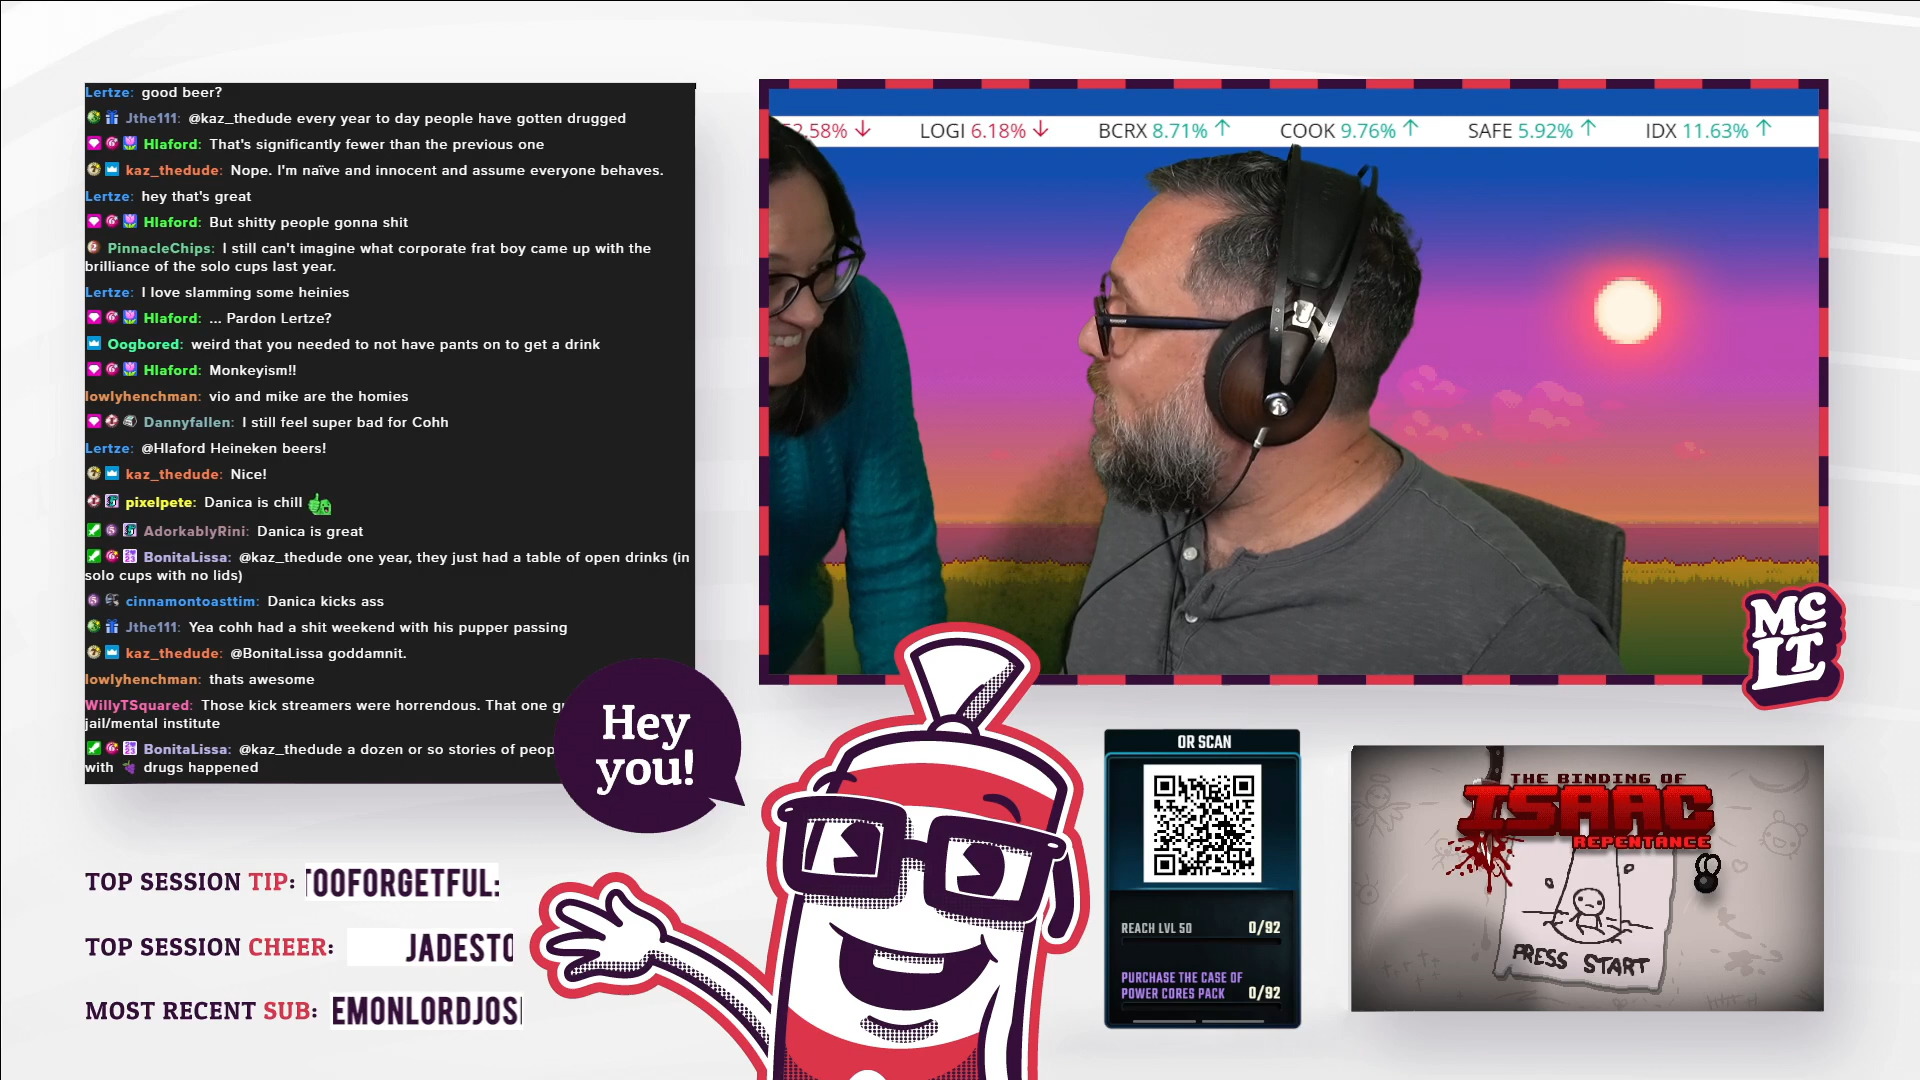 Lertze: good beer?
Jthe111: @kaz_thedude every year to day people have gotten drugged
Hlaford: That's significantly fewer than the previous one
kaz_thedude: Nope. I'm naïve and innocent and assume everyone behaves.
Lertze: hey that's great
Hlaford: But shitty people gonna shit
PinnacleChips: I still can't imagine what corporate frat boy came up with the
brilliance of the solo cups last year.
Lertze: I love slamming some heinies
Hlaford: ... Pardon Lertze?
Oogbored: weird that you needed to not have pants on to get a drink
Hlaford: Monkeyism!!
lowlyhenchman: vio and mike are the homies
Dannyfallen: I still feel super bad for Cohh
Lertze: @Hlaford Heineken beers!
kaz_thedude: Nice!
pixelpete: Danica is chill
AdorkablyRini: Danica is great
BonitaLissa: @kaz_thedude one year, they just had a table of open drinks (in
solo cups with no lids)
cinnamontoasttim: Danica kicks ass
Jthe111: Yea cohh had a shit weekend with his pupper passing
kaz_thedude: @BonitaLissa goddamnit.
lowlyhenchman: thats awesome
WillyTSquared: Those kick streamers were horrendous. That one
jail/mental institute
BonitaLissa: @kaz_thedude a dozen or so stories of peop
with drugs happened
2.58% ↓ LOGI 6.18% ↓ BCRX 8.71% ↑ COOK 9.76% ↑ SAFE 5.92% ↑ IDX 11.63% ↑
McLT
Hey
you!
TOP SESSION TIP: TOOFORGETFUL:
TOP SESSION CHEER: JADESTO
MOST RECENT SUB: EMONLORDJOS
OR SCAN
REACH LVL 50 0/92
PURCHASE THE CASE OF
POWER CORES PACK 0/92
THE BINDING OF
ISAAC
REPENTANCE
PRESS START